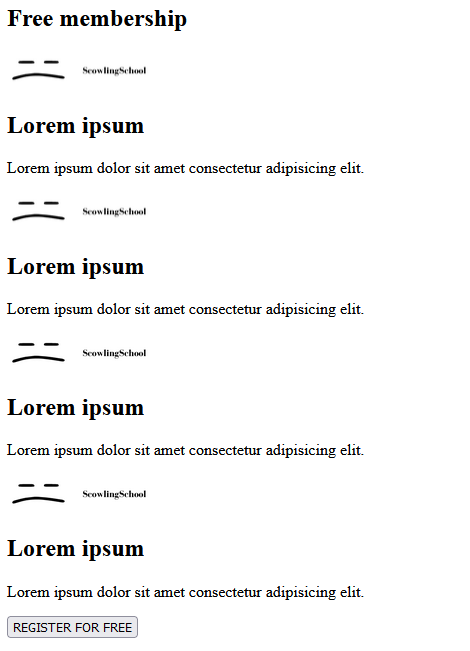 Free membership
ScowlingSchool
Lorem ipsum
Lorem ipsum dolor sit amet consectetur adipisicing elit.
ScowlingSchool
Lorem ipsum
Lorem ipsum dolor sit amet consectetur adipisicing elit.
ScowlingSchool
Lorem ipsum
Lorem ipsum dolor sit amet consectetur adipisicing elit.
ScowlingSchool
Lorem ipsum
Lorem ipsum dolor sit amet consectetur adipisicing elit.
REGISTER FOR FREE